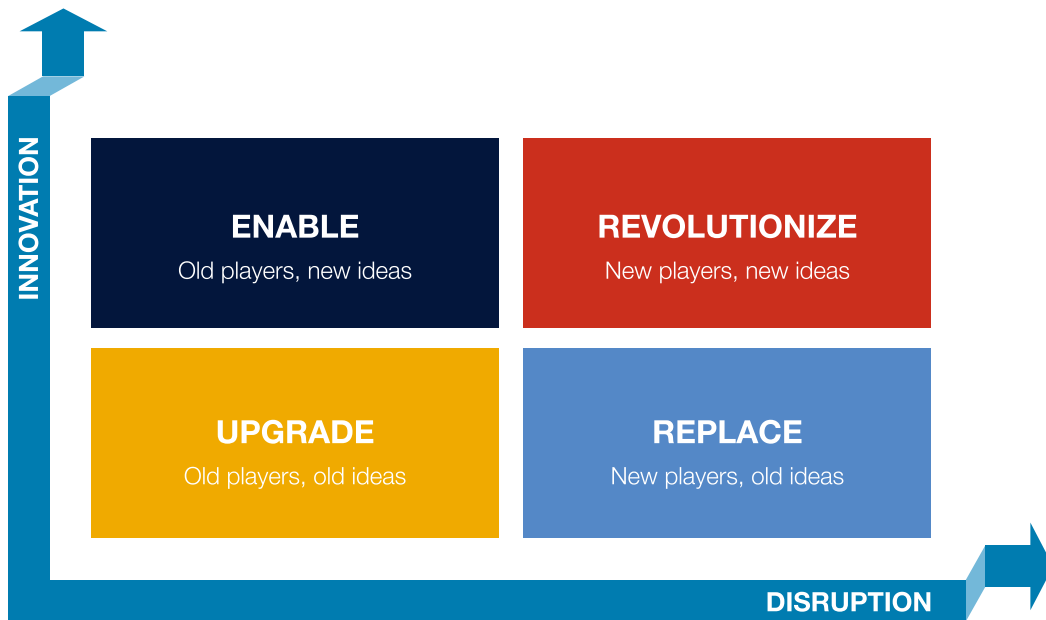 INNOVATION
ENABLE
Old players, new ideas
REVOLUTIONIZE
New players, new ideas
UPGRADE
Old players, old ideas
REPLACE
New players, old ideas
DISRUPTION